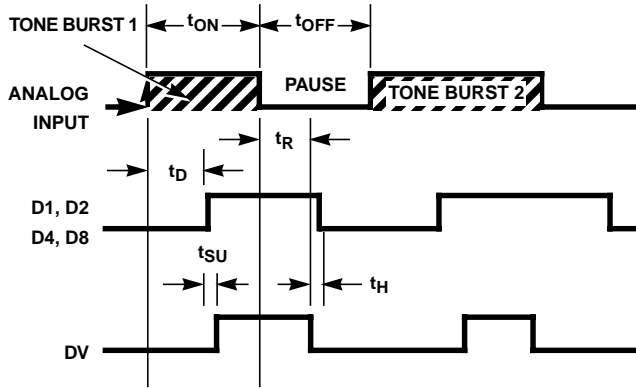 TONE BURST 1
tON
tOFF
ANALOG
INPUT
PAUSE
TONE BURST 2
tR
tD
D1, D2
D4, D8
tSU
tH
DV